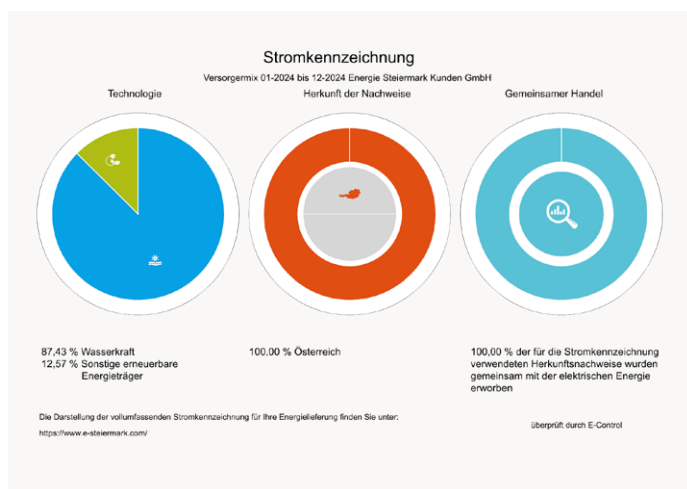 Stromkennzeichnung
Versorgermix 01-2024 bis 12-2024 Energie Steiermark Kunden GmbH
Technologie
Herkunft der Nachweise
Gemeinsamer Handel
87,43 % Wasserkraft
12,57 % Sonstige erneuerbare
Energieträger
100,00 % Österreich
100,00 % der für die Stromkennzeichnung
verwendeten Herkunftsnachweise wurden
gemeinsam mit der elektrischen Energie
erworben
Die Darstellung der vollumfassenden Stromkennzeichnung für Ihre Energielieferung finden Sie unter:
https://www.e-steiermark.com/
überprüft durch E-Control